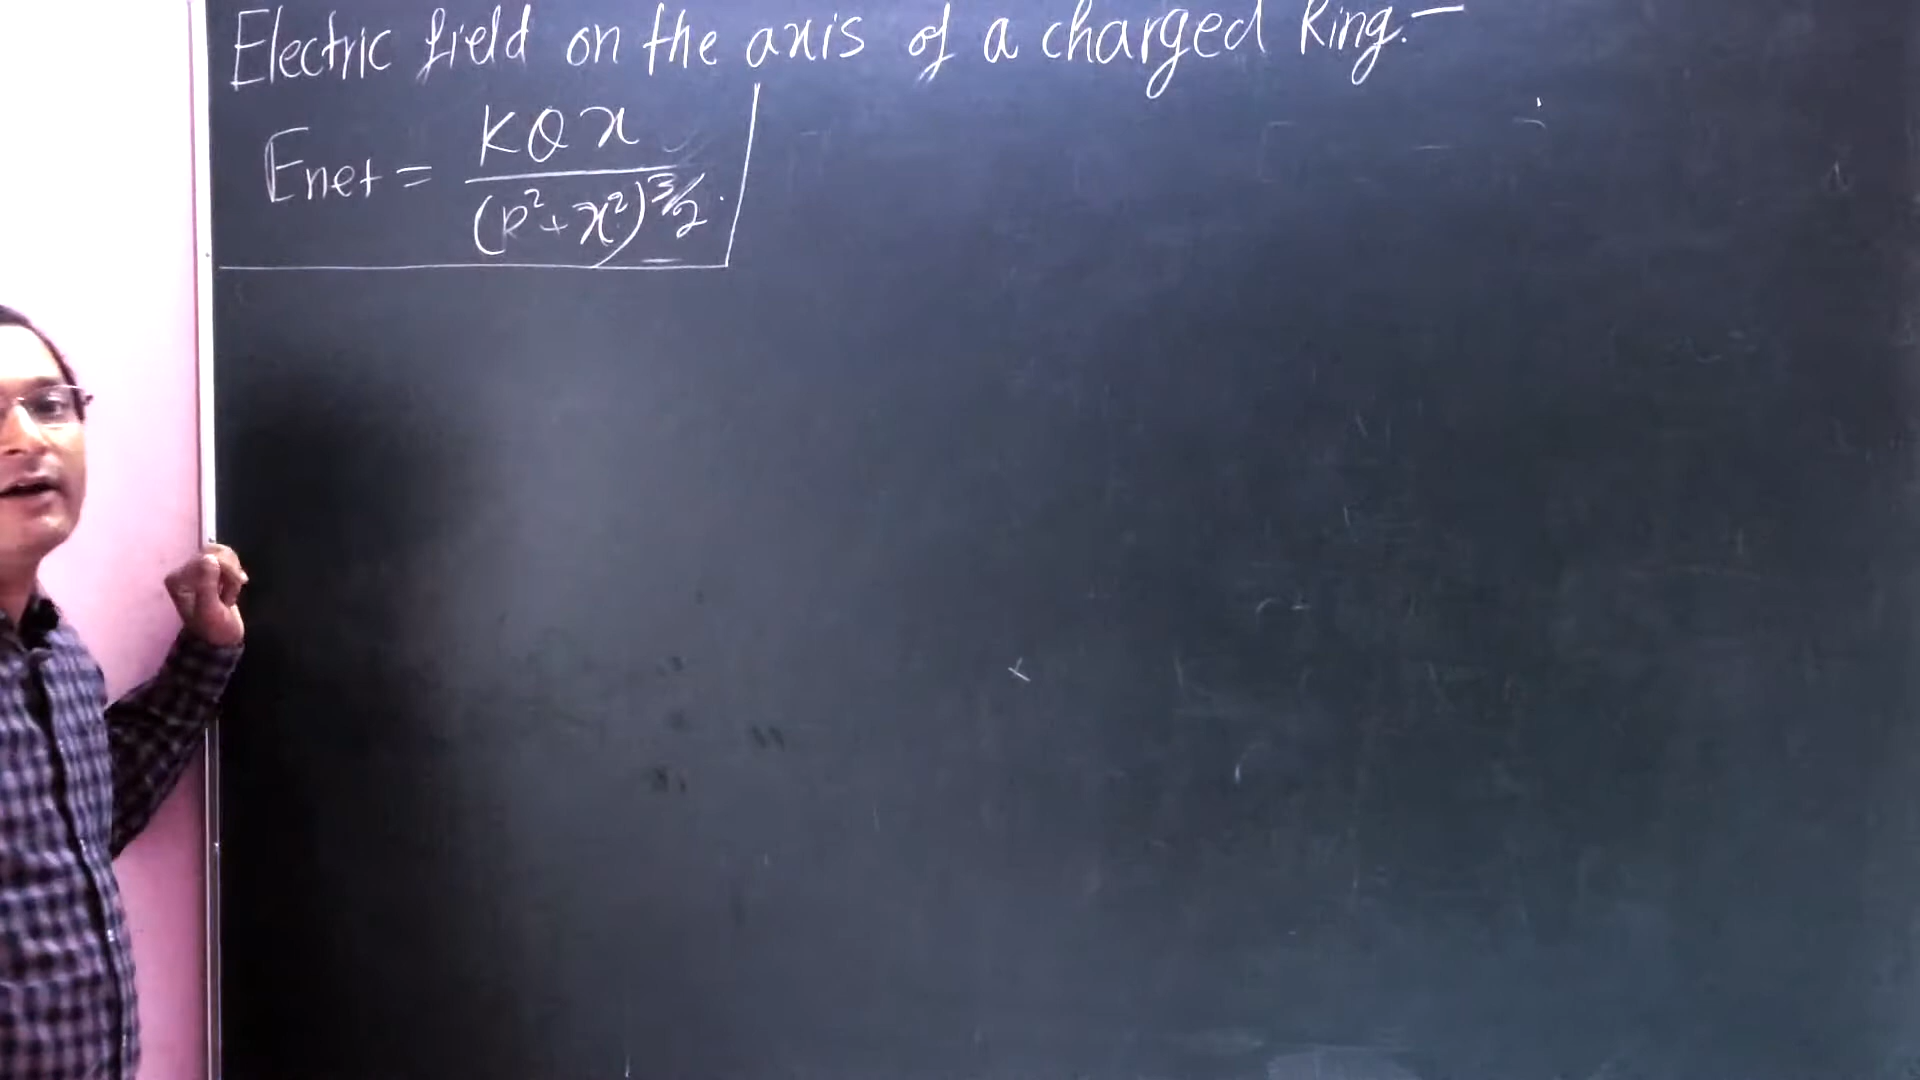 Electric field on the axis of a charged Ring.-
Enet = KQx / (R²+x²)^3/2.